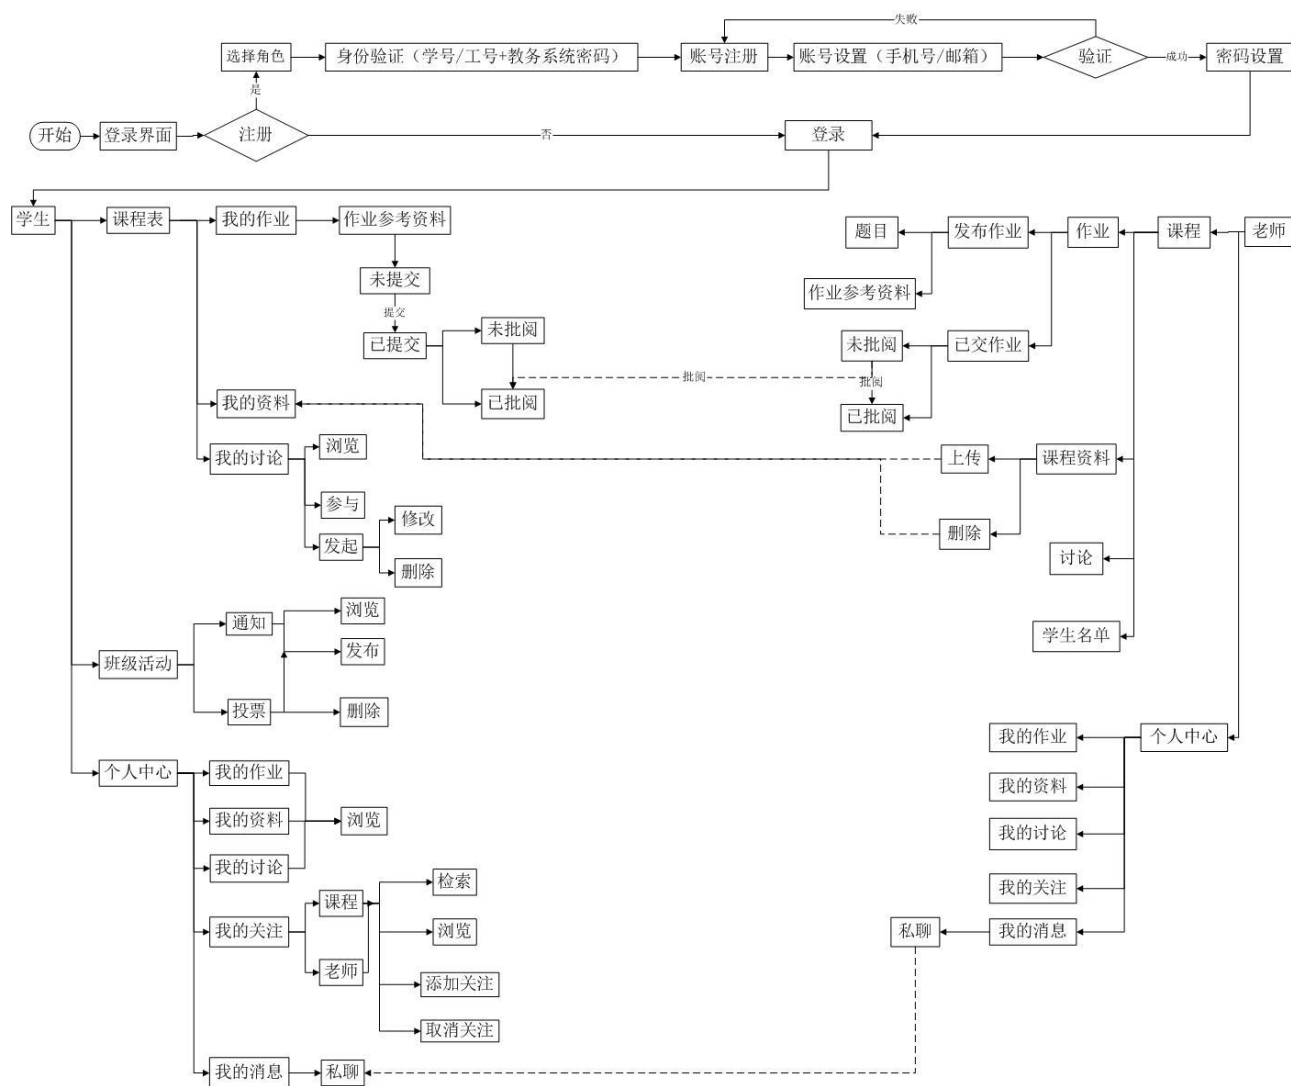 失败
选择角色
身份验证（学号/工号+教务系统密码）
账号注册
账号设置（手机号/邮箱）
验证
成功
密码设置
是
开始
登录界面
注册
否
登录
学生
课程表
我的作业
作业参考资料
题目
发布作业
作业
课程
老师
未提交
作业参考资料
提交
已提交
未批阅
未批阅
已交作业
批阅
批阅
我的资料
已批阅
已批阅
我的讨论
浏览
上传
课程资料
参与
修改
发起
删除
删除
讨论
通知
浏览
学生名单
班级活动
发布
投票
删除
我的作业
个人中心
个人中心
我的作业
我的资料
我的资料
浏览
我的讨论
我的讨论
检索
我的关注
课程
我的关注
浏览
私聊
我的消息
老师
添加关注
取消关注
我的消息
私聊